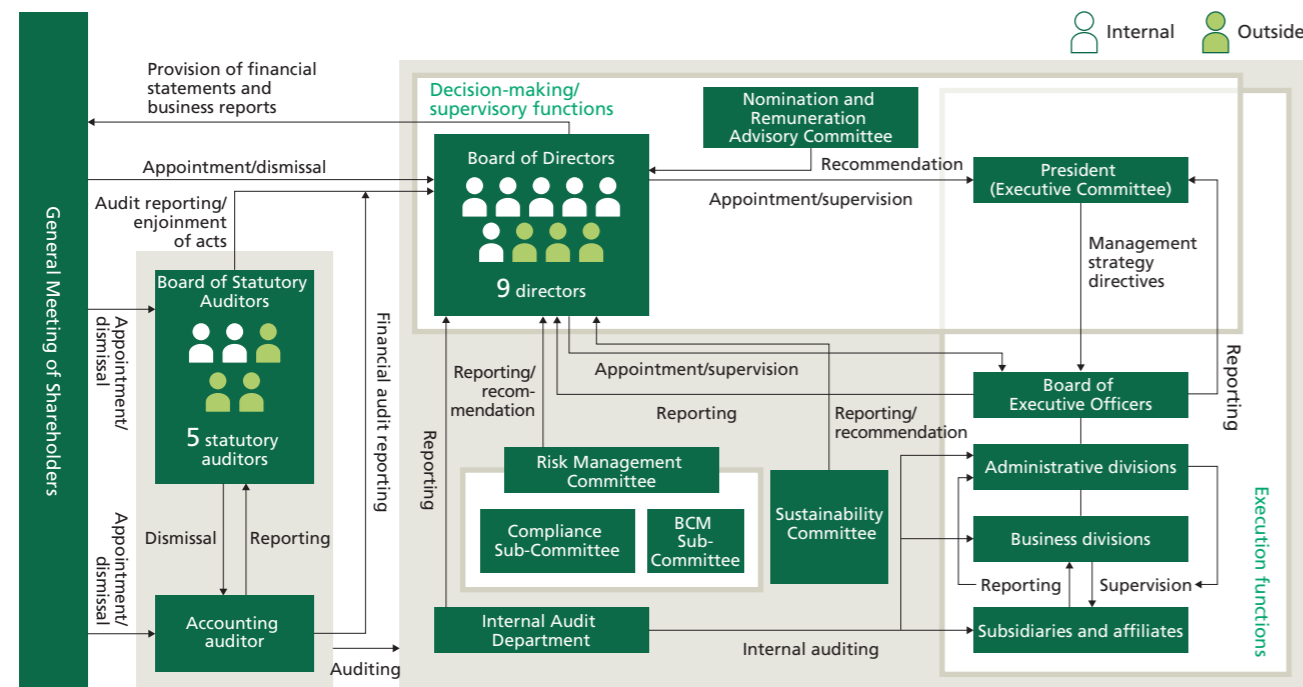 Internal
Outside
General Meeting of Shareholders
Provision of financial
statements and
business reports
Appointment/dismissal
Audit reporting/
enjoinment
of acts
Board of Statutory
Auditors
5 statutory
auditors
Appointment/
dismissal
Dismissal
Reporting
Appointment/
dismissal
Accounting
auditor
Financial audit reporting
Auditing
Decision-making/
supervisory functions
Board of Directors
9 directors
Nomination and
Remuneration
Advisory Committee
Recommendation
Appointment/supervision
President
(Executive Committee)
Management
strategy
directives
Reporting
Appointment/supervision
Reporting
Board of
Executive Officers
Reporting/
recom-
mendation
Reporting
Reporting/
recommendation
Risk Management
Committee
Compliance
Sub-Committee
BCM
Sub-
Committee
Sustainability
Committee
Administrative divisions
Business divisions
Reporting
Supervision
Subsidiaries and affiliates
Internal Audit
Department
Internal auditing
Execution functions